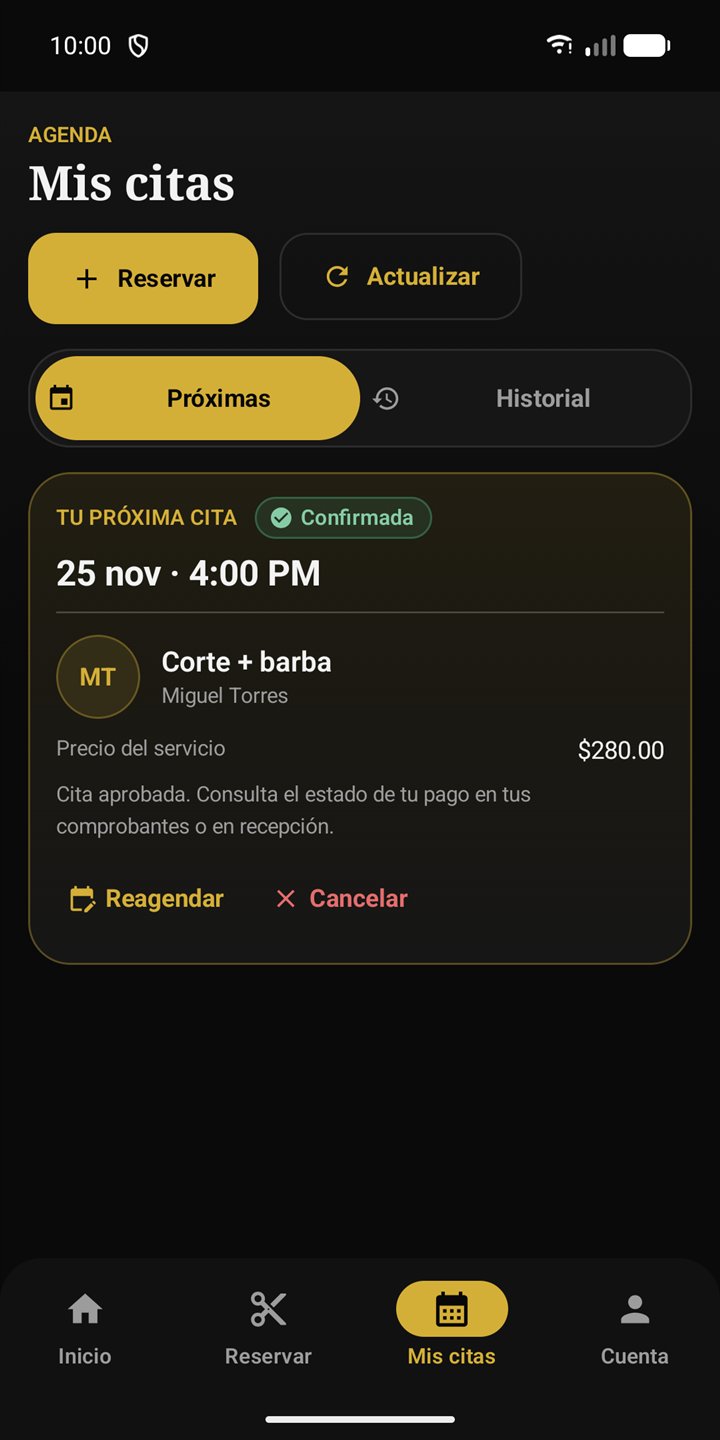 10:00
AGENDA
Mis citas
Reservar
Actualizar
Próximas
Historial
TU PRÓXIMA CITA
Confirmada
25 nov · 4:00 PM
MT
Corte + barba
Miguel Torres
Precio del servicio
$280.00
Cita aprobada. Consulta el estado de tu pago en tus
comprobantes o en recepción.
Reagendar
Cancelar
Inicio
Reservar
Mis citas
Cuenta